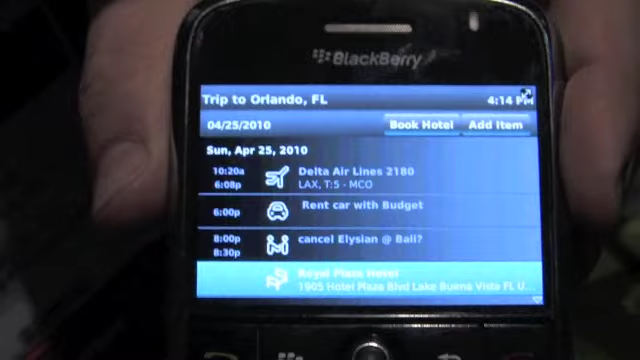 BlackBerry
Trip to Orlando, FL 4:14 PM
04/25/2010 Book Hotel Add Item
Sun, Apr 25, 2010
10:20a Delta Air Lines 2180
6:08p LAX, T:5 - MCO
6:00p Rent car with Budget
8:00p cancel Elysian @ Bali?
8:30p
Royal Plaza Hotel
1905 Hotel Plaza Blvd Lake Buena Vista FL U...